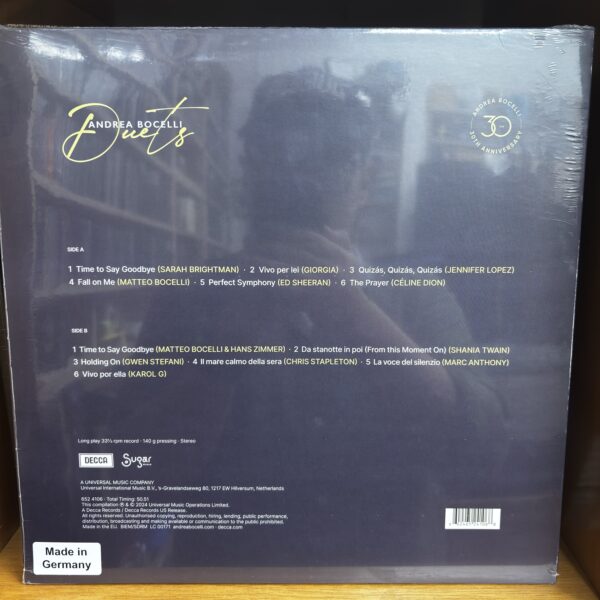 ANDREA BOCELLI
Duets
ANDREA BOCELLI
30
30TH ANNIVERSARY
SIDE A
1 Time to Say Goodbye (SARAH BRIGHTMAN) · 2 Vivo per lei (GIORGIA) · 3 Quizás, Quizás, Quizás (JENNIFER LOPEZ)
4 Fall on Me (MATTEO BOCELLI) · 5 Perfect Symphony (ED SHEERAN) · 6 The Prayer (CÉLINE DION)
SIDE B
1 Time to Say Goodbye (MATTEO BOCELLI & HANS ZIMMER) · 2 Da stanotte in poi (From this Moment On) (SHANIA TWAIN)
3 Holding On (GWEN STEFANI) · 4 Il mare calmo della sera (CHRIS STAPLETON) · 5 La voce del silenzio (MARC ANTHONY)
6 Vivo por ella (KAROL G)
Long play 33⅓ rpm record · 140 g pressing · Stereo
DECCA
Sugar
A UNIVERSAL MUSIC COMPANY
Universal International Music B.V., 's-Gravelandseweg 80, 1217 EW Hilversum, Netherlands
652 4106 · Total Timing: 50.51
This compilation ℗ & © 2024 Universal Music Operations Limited.
A Decca Records / Decca Records US Release.
All rights reserved. Unauthorised copying, reproduction, hiring, lending, public performance,
distribution, broadcasting and making available or communication to the public prohibited.
Made in the EU. BIEM/SDRM LC 00171 andreabocelli.com · decca.com
Made in
Germany